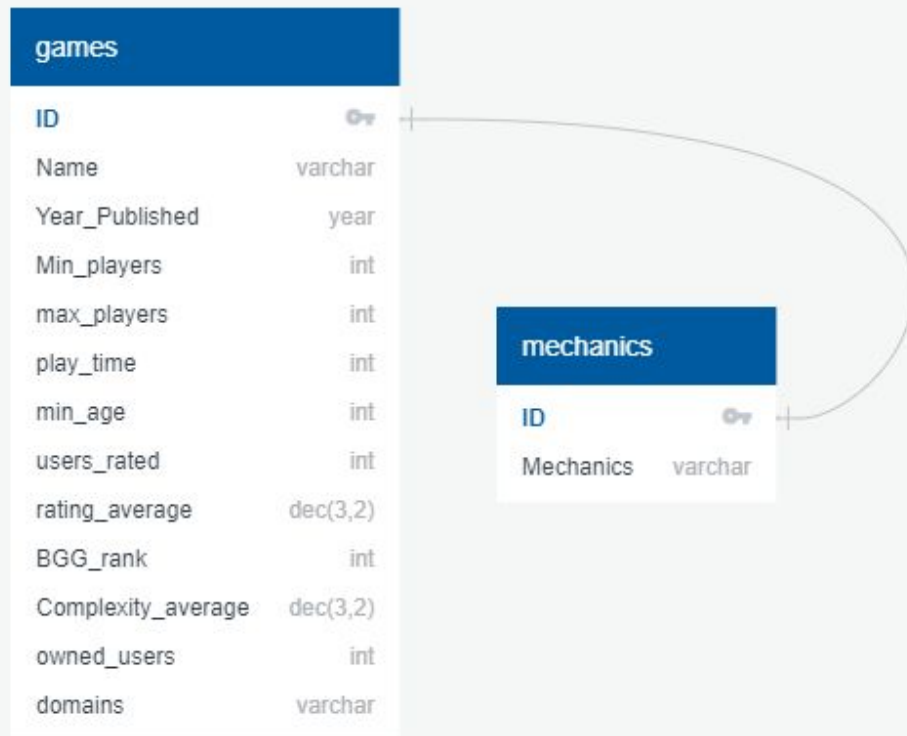 games
ID
Name varchar
Year_Published year
Min_players int
max_players int
play_time int
min_age int
users_rated int
rating_average dec(3,2)
BGG_rank int
Complexity_average dec(3,2)
owned_users int
domains varchar
mechanics
ID
Mechanics varchar